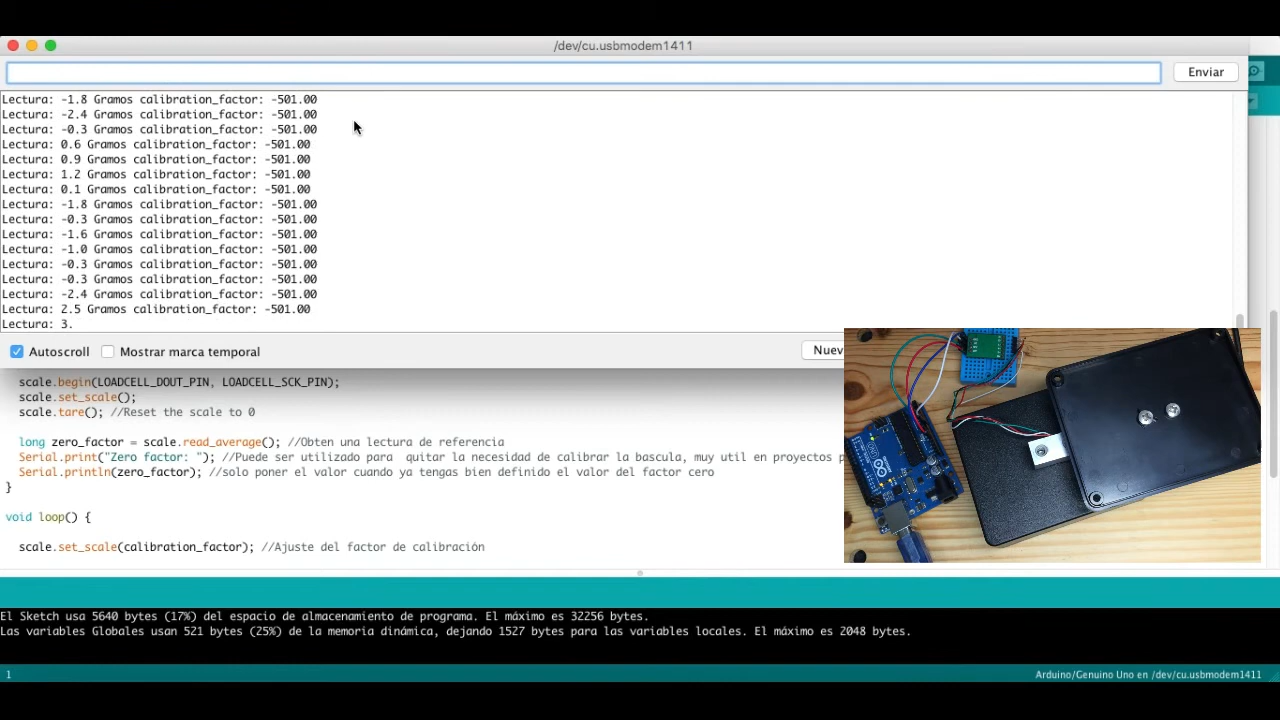 /dev/cu.usbmodem1411
Enviar
Lectura: -1.8 Gramos calibration_factor: -501.00
Lectura: -2.4 Gramos calibration_factor: -501.00
Lectura: -0.3 Gramos calibration_factor: -501.00
Lectura: 0.6 Gramos calibration_factor: -501.00
Lectura: 0.9 Gramos calibration_factor: -501.00
Lectura: 1.2 Gramos calibration_factor: -501.00
Lectura: 0.1 Gramos calibration_factor: -501.00
Lectura: -1.8 Gramos calibration_factor: -501.00
Lectura: -0.3 Gramos calibration_factor: -501.00
Lectura: -1.6 Gramos calibration_factor: -501.00
Lectura: -1.0 Gramos calibration_factor: -501.00
Lectura: -0.3 Gramos calibration_factor: -501.00
Lectura: -0.3 Gramos calibration_factor: -501.00
Lectura: -2.4 Gramos calibration_factor: -501.00
Lectura: 2.5 Gramos calibration_factor: -501.00
Lectura: 3.
Autoscroll Mostrar marca temporal Nuev
scale.begin(LOADCELL_DOUT_PIN, LOADCELL_SCK_PIN);
scale.set_scale();
scale.tare(); //Reset the scale to 0
long zero_factor = scale.read_average(); //Obten una lectura de referencia
Serial.print("Zero factor: "); //Puede ser utilizado para quitar la necesidad de calibrar la bascula, muy util en proyectos p
Serial.println(zero_factor); //solo poner el valor cuando ya tengas bien definido el valor del factor cero
}
void loop() {
scale.set_scale(calibration_factor); //Ajuste del factor de calibración
El Sketch usa 5640 bytes (17%) del espacio de almacenamiento de programa. El máximo es 32256 bytes.
Las variables Globales usan 521 bytes (25%) de la memoria dinámica, dejando 1527 bytes para las variables locales. El máximo es 2048 bytes.
1 Arduino/Genuino Uno en /dev/cu.usbmodem1411